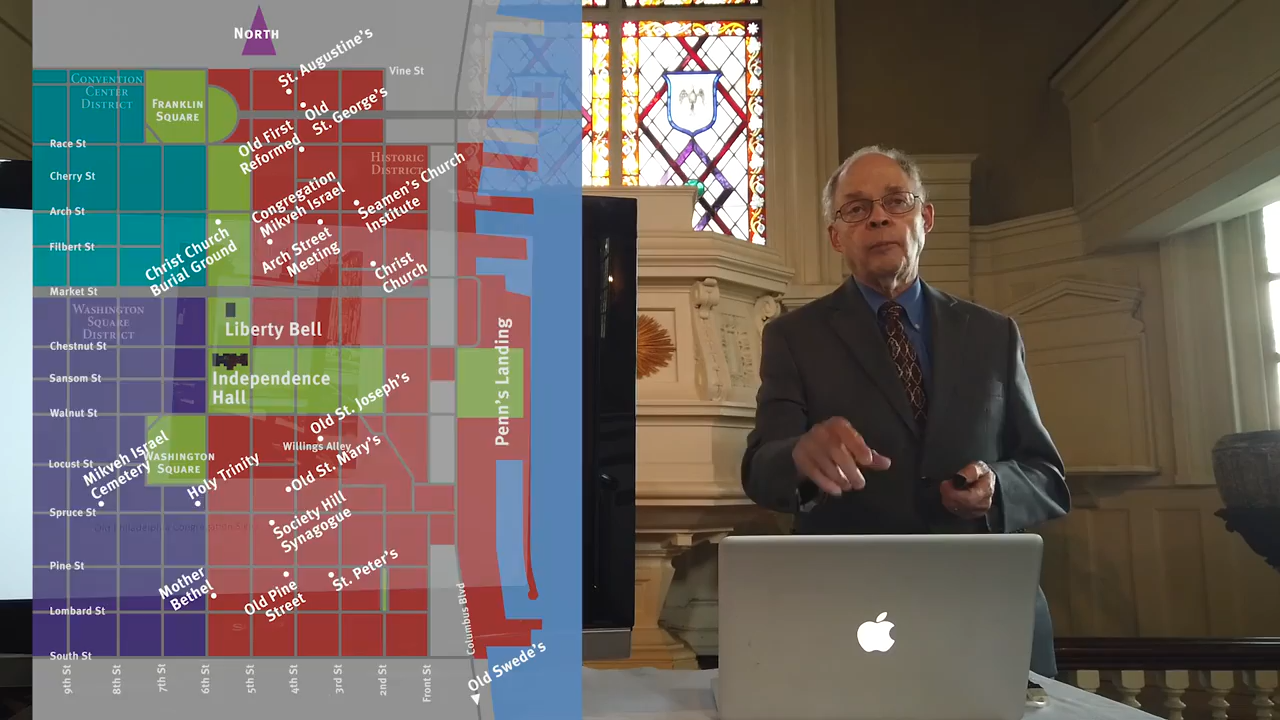 NORTH
St. Augustine's
Vine St
CONVENTION
CENTER
DISTRICT
FRANKLIN
SQUARE
Old
St. George's
Old First
Reformed
Race St
HISTORIC
DISTRICT
Cherry St
Congregation
Mikveh Israel
Seamen's Church
Institute
Arch St
Arch Street
Meeting
Filbert St
Christ Church
Burial Ground
Christ
Church
Market St
WASHINGTON
SQUARE
DISTRICT
Liberty Bell
Chestnut St
Penn's Landing
Sansom St
Independence
Hall
Old St. Joseph's
Walnut St
Willings Alley
Mikveh Israel
Cemetery
WASHINGTON
SQUARE
Locust St
Holy Trinity
Old St. Mary's
Spruce St
Society Hill
Synagogue
Pine St
Mother
Bethel
Old Pine
Street
St. Peter's
Lombard St
Columbus Blvd
South St
Old Swede's
9th St
8th St
7th St
6th St
5th St
4th St
3rd St
2nd St
Front St